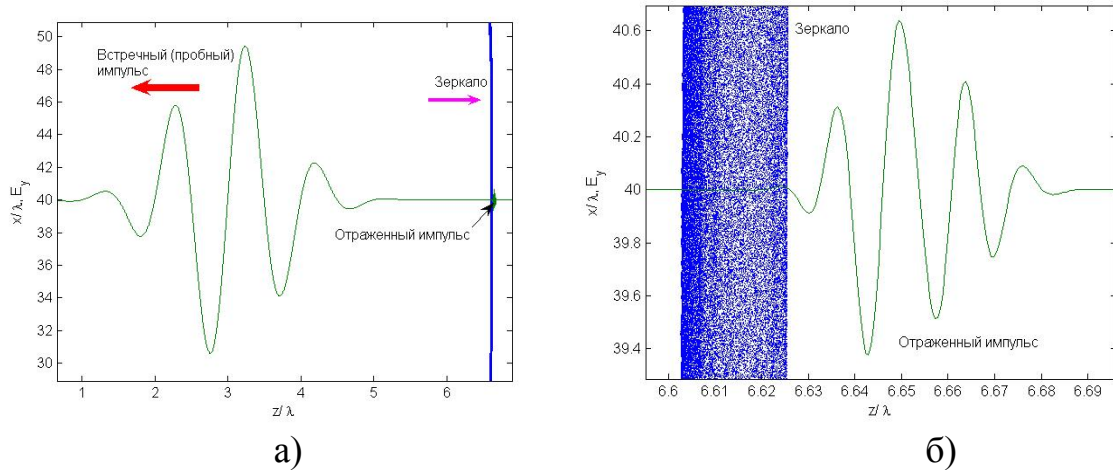 50
48
46
44
42
40
38
36
34
32
30
x/ λ, E_y
Встречный (пробный)
импульс
Зеркало
Отраженный импульс
1 2 3 4 5 6
z/ λ
а)
40.6
40.4
40.2
40
39.8
39.6
39.4
x/ λ, E_y
Зеркало
Отраженный импульс
6.6 6.61 6.62 6.63 6.64 6.65 6.66 6.67 6.68 6.69
z/ λ
б)